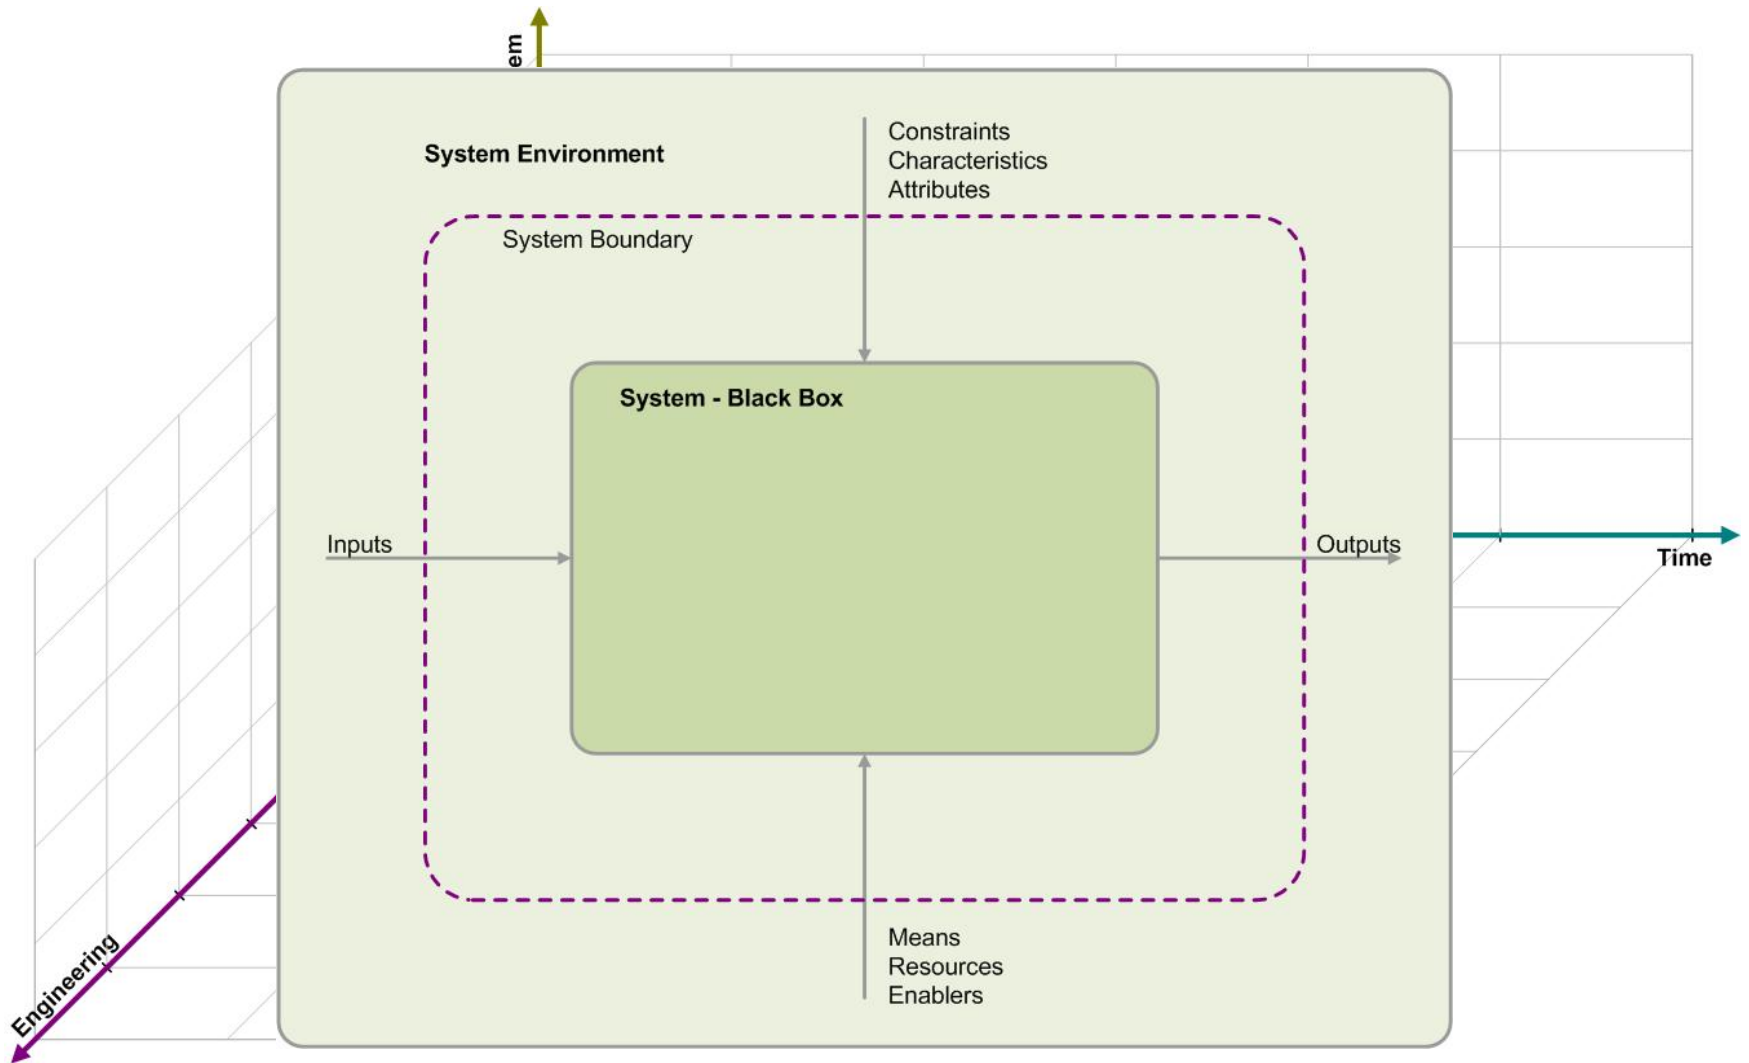 em
Constraints
Characteristics
Attributes
System Environment
System Boundary
System - Black Box
Inputs
Outputs
Time
Means
Resources
Enablers
Engineering